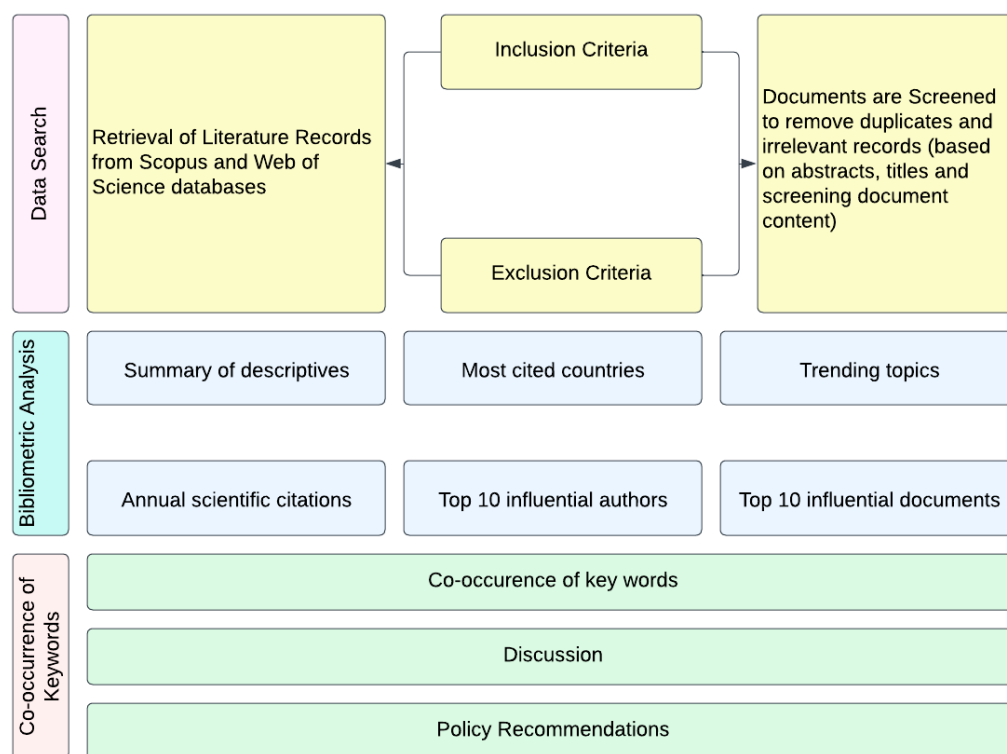 Data Search
Retrieval of Literature Records
from Scopus and Web of
Science databases
Inclusion Criteria
Exclusion Criteria
Documents are Screened
to remove duplicates and
irrelevant records (based
on abstracts, titles and
screening document
content)
Bibliometric Analysis
Summary of descriptives
Most cited countries
Trending topics
Annual scientific citations
Top 10 influential authors
Top 10 influential documents
Co-occurrence of
Keywords
Co-occurence of key words
Discussion
Policy Recommendations